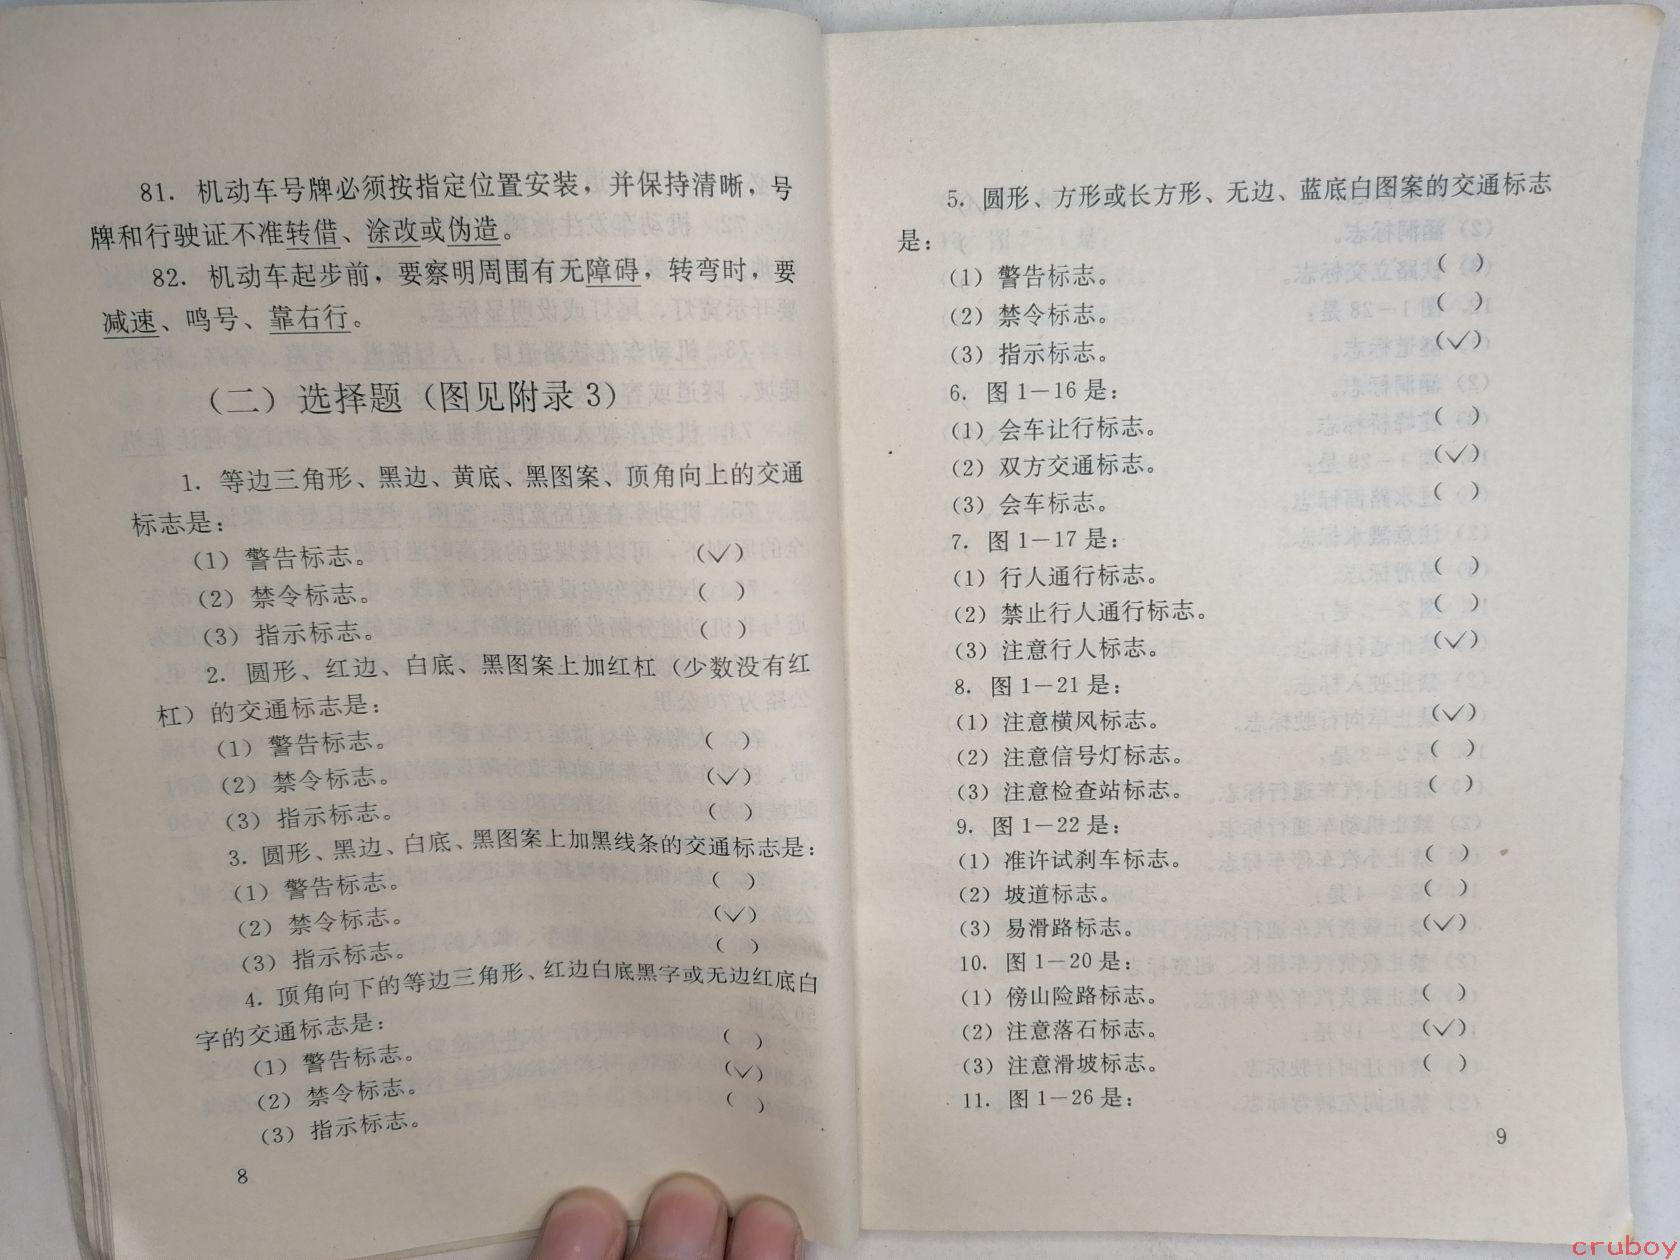 81. 机动车号牌必须按指定位置安装，并保持清晰，号
牌和行驶证不准转借、涂改或伪造。
82. 机动车起步前，要察明周围有无障碍，转弯时，要
减速、鸣号、靠右行。
（二）选择题（图见附录3）
1. 等边三角形、黑边、黄底、黑图案、顶角向上的交通
标志是：
（1）警告标志。 （✓）
（2）禁令标志。 （ ）
（3）指示标志。 （ ）
2. 圆形、红边、白底、黑图案上加红杠（少数没有红
杠）的交通标志是：
（1）警告标志。 （ ）
（2）禁令标志。 （✓）
（3）指示标志。 （ ）
3. 圆形、黑边、白底、黑图案上加黑线条的交通标志是：
（1）警告标志。 （ ）
（2）禁令标志。 （✓）
（3）指示标志。 （ ）
4. 顶角向下的等边三角形、红边白底黑字或无边红底白
字的交通标志是：
（1）警告标志。 （ ）
（2）禁令标志。 （✓）
（3）指示标志。 （ ）
8
5. 圆形、方形或长方形、无边、蓝底白图案的交通标志
是：
（1）警告标志。 （ ）
（2）禁令标志。 （ ）
（3）指示标志。 （✓）
6. 图1－16是：
（1）会车让行标志。 （ ）
（2）双方交通标志。 （✓）
（3）会车标志。 （ ）
7. 图1－17是：
（1）行人通行标志。 （ ）
（2）禁止行人通行标志。 （ ）
（3）注意行人标志。 （✓）
8. 图1－21是：
（1）注意横风标志。 （✓）
（2）注意信号灯标志。 （ ）
（3）注意检查站标志。 （ ）
9. 图1－22是：
（1）准许试刹车标志。 （ ）
（2）坡道标志。 （ ）
（3）易滑路标志。 （✓）
10. 图1－20是：
（1）傍山险路标志。 （ ）
（2）注意落石标志。 （✓）
（3）注意滑坡标志。 （ ）
11. 图1－26是：
9
cruboy